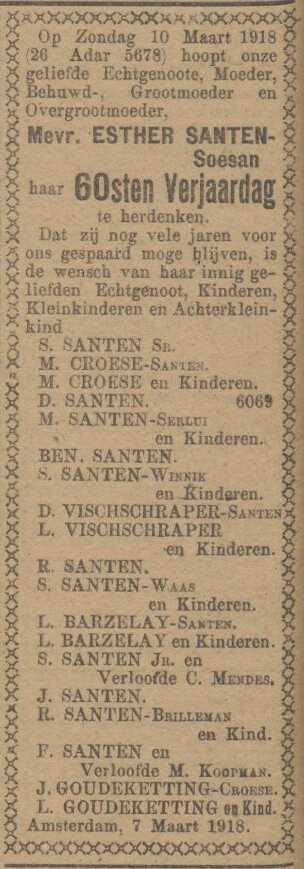 Op Zondag 10 Maart 1918
(26 Adar 5678) hoopt onze
geliefde Echtgenoote, Moeder,
Behuwd-, Grootmoeder en
Overgrootmoeder,
Mevr. ESTHER SANTEN-
Soesan
haar 60sten Verjaardag
te herdenken.
Dat zij nog vele jaren voor
ons gespaard moge blijven, is
de wensch van haar innig ge-
liefden Echtgenoot, Kinderen,
Kleinkinderen en Achterklein-
kind
S. SANTEN Sr.
M. CROESE-Santen.
M. CROESE en Kinderen.
D. SANTEN. 6069
M. SANTEN-Serlui
en Kinderen.
BEN. SANTEN.
S. SANTEN-Winnik
en Kinderen.
D. VISCHSCHRAPER-Santen
L. VISCHSCHRAPER
en Kinderen.
R. SANTEN.
S. SANTEN-Waas
en Kinderen.
L. BARZELAY-Santen.
L. BARZELAY en Kinderen.
S. SANTEN Jr. en
Verloofde C. Mendes.
J. SANTEN.
R. SANTEN-Brilleman
en Kind.
F. SANTEN en
Verloofde M. Koopman.
J. GOUDEKETTING-Croese.
L. GOUDEKETTING en Kind.
Amsterdam, 7 Maart 1918.